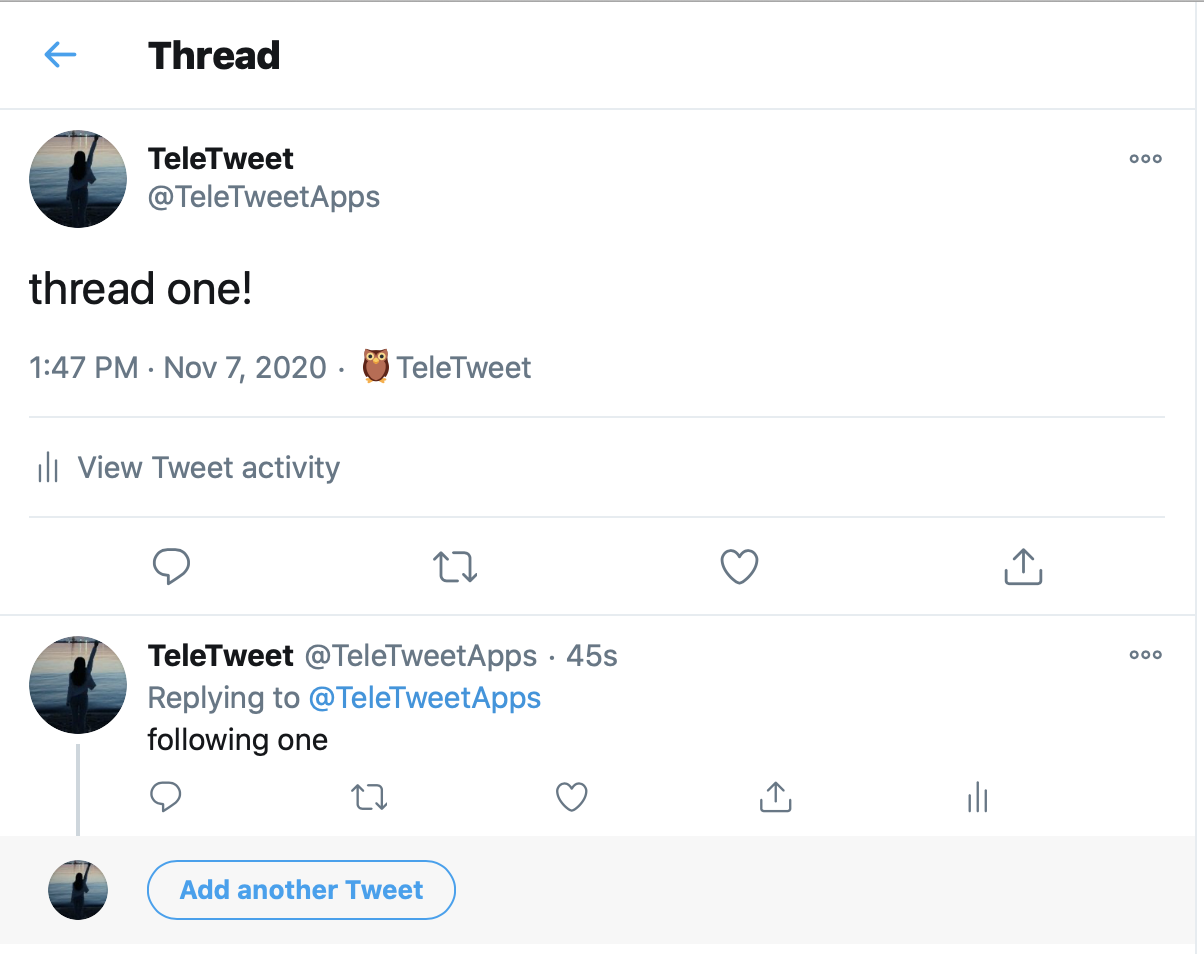 Thread
TeleTweet
@TeleTweetApps
thread one!
1:47 PM · Nov 7, 2020 · 🦉 TeleTweet
View Tweet activity
TeleTweet @TeleTweetApps · 45s
Replying to @TeleTweetApps
following one
Add another Tweet